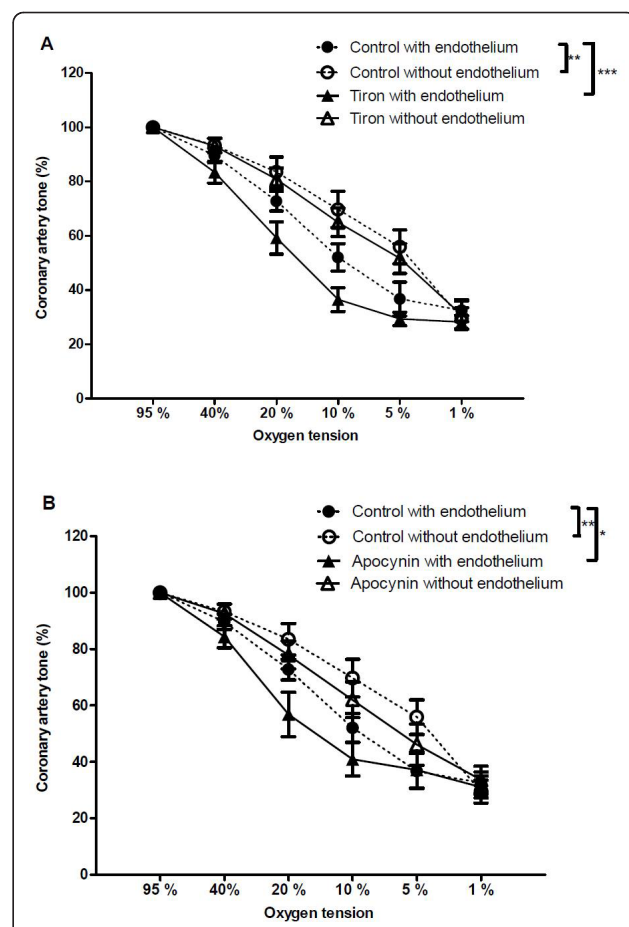 A
Control with endothelium
Control without endothelium
Tiron with endothelium
Tiron without endothelium
**
***
Coronary artery tone (%)
120
100
80
60
40
20
0
95 % 40% 20 % 10 % 5 % 1 %
Oxygen tension
B
Control with endothelium
Control without endothelium
Apocynin with endothelium
Apocynin without endothelium
**
*
Coronary artery tone (%)
120
100
80
60
40
20
0
95 % 40% 20 % 10 % 5 % 1 %
Oxygen tension